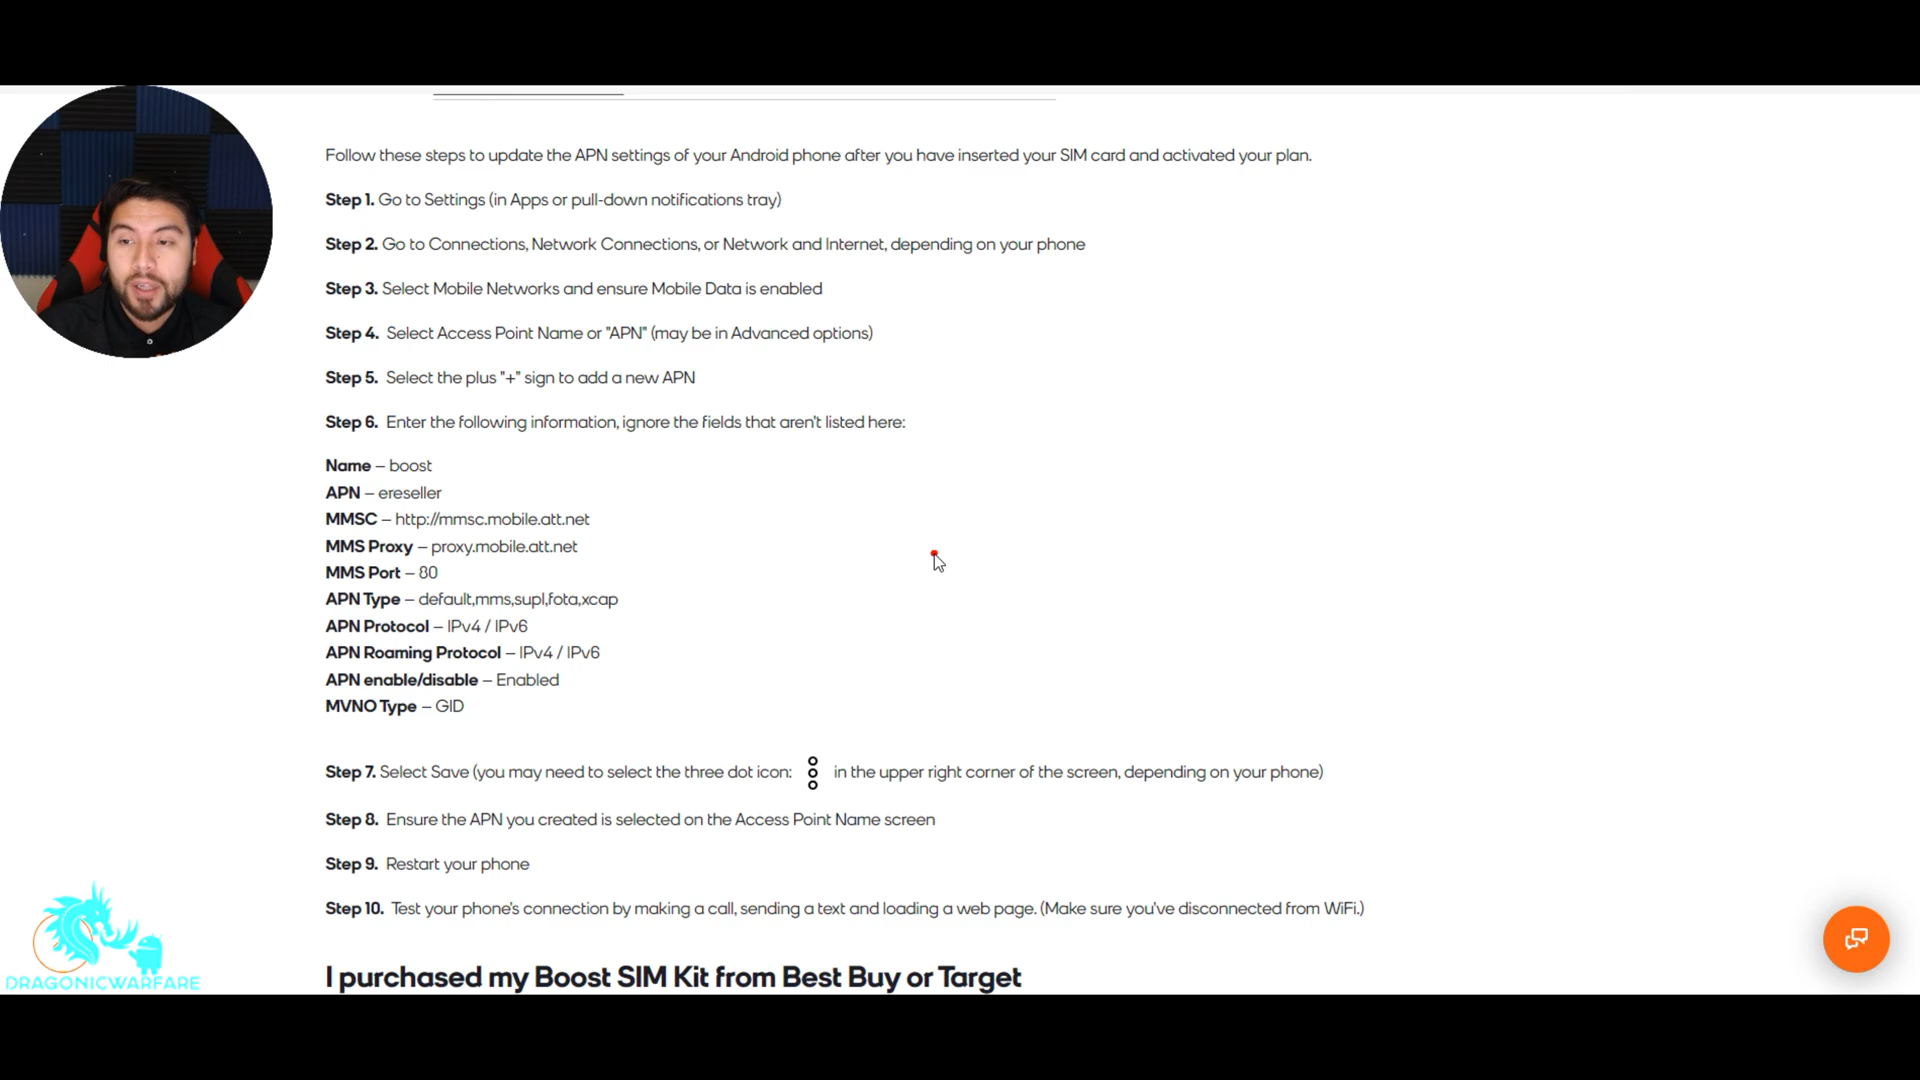 Follow these steps to update the APN settings of your Android phone after you have inserted your SIM card and activated your plan.
Step 1. Go to Settings (in Apps or pull-down notifications tray)
Step 2. Go to Connections, Network Connections, or Network and Internet, depending on your phone
Step 3. Select Mobile Networks and ensure Mobile Data is enabled
Step 4. Select Access Point Name or "APN" (may be in Advanced options)
Step 5. Select the plus "+" sign to add a new APN
Step 6. Enter the following information, ignore the fields that aren't listed here:
Name – boost
APN – ereseller
MMSC – http://mmsc.mobile.att.net
MMS Proxy – proxy.mobile.att.net
MMS Port – 80
APN Type – default,mms,supl,fota,xcap
APN Protocol – IPv4 / IPv6
APN Roaming Protocol – IPv4 / IPv6
APN enable/disable – Enabled
MVNO Type – GID
Step 7. Select Save (you may need to select the three dot icon: in the upper right corner of the screen, depending on your phone)
Step 8. Ensure the APN you created is selected on the Access Point Name screen
Step 9. Restart your phone
Step 10. Test your phone's connection by making a call, sending a text and loading a web page. (Make sure you've disconnected from WiFi.)
I purchased my Boost SIM Kit from Best Buy or Target
DRAGONICWARFARE